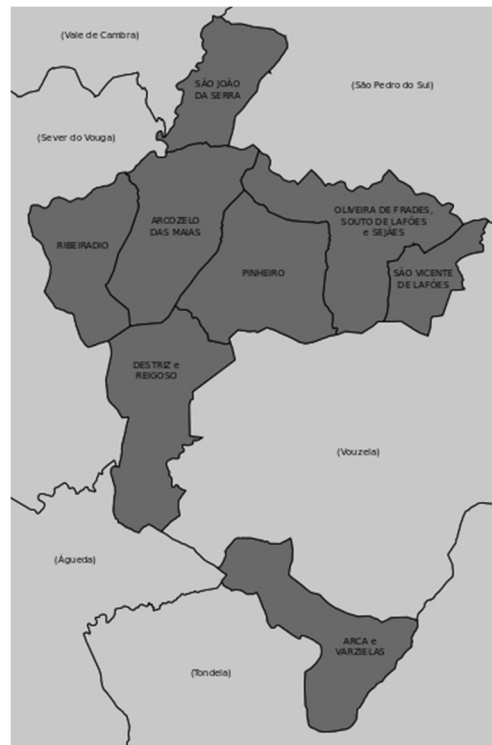 (Vale de Cambra)
SÃO JOÃO
DA SERRA
(São Pedro do Sul)
(Sever do Vouga)
OLIVEIRA DE FRADES,
SOUTO DE LAFÕES
e SEJÃES
ARCOZELO
DAS MAIAS
RIBEIRADIO
PINHEIRO
SÃO VICENTE
DE LAFÕES
DESTRIZ e
REIGOSO
(Vouzela)
(Águeda)
ARCA e
VARZIELAS
(Tondela)